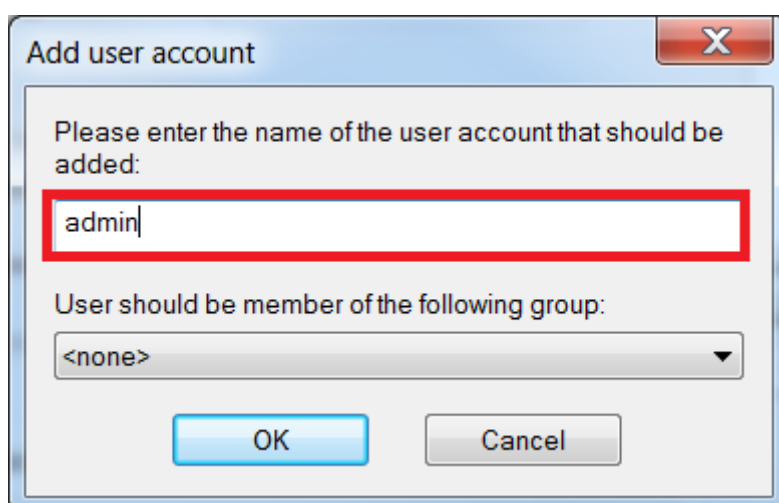 Add user account
Please enter the name of the user account that should be
added:
admin
User should be member of the following group:
<none>
OK
Cancel